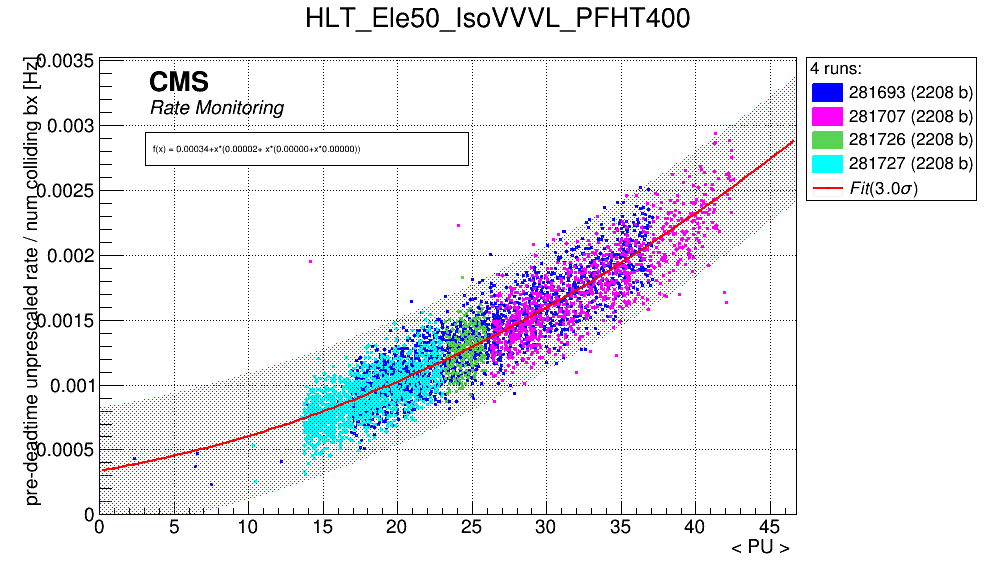 HLT_Ele50_IsoVVVL_PFHT400
pre-deadtime unprescaled rate / num colliding bx [Hz]
0.0035
0.003
0.0025
0.002
0.0015
0.001
0.0005
0
CMS
Rate Monitoring
f(x) = 0.00034+x*(0.00002+ x*(0.00000+x*0.00000))
0 5 10 15 20 25 30 35 40 45
< PU >
4 runs:
281693 (2208 b)
281707 (2208 b)
281726 (2208 b)
281727 (2208 b)
Fit(3.0σ)